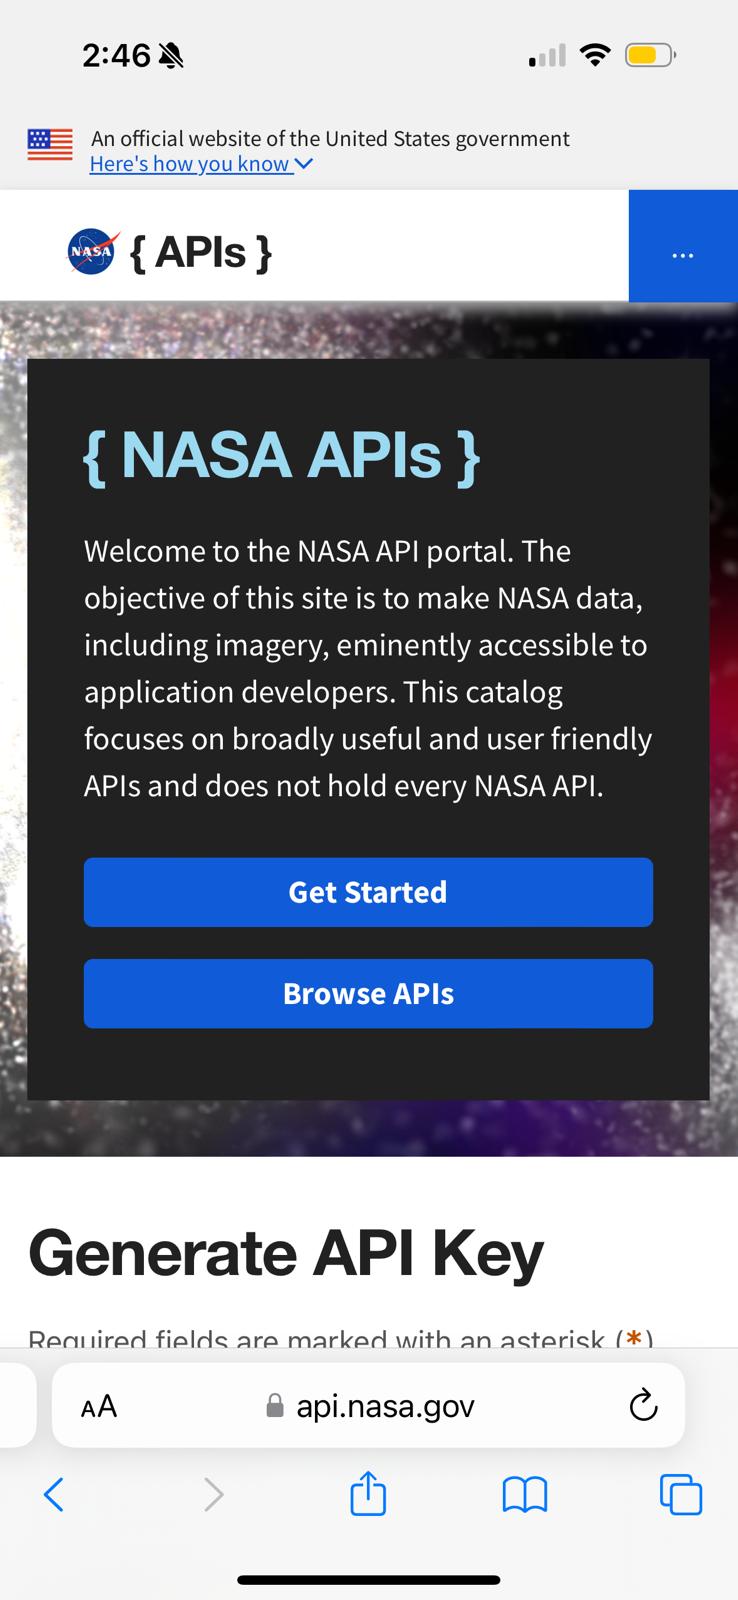 2:46
An official website of the United States government
Here's how you know
NASA { APIs }
...
{ NASA APIs }
Welcome to the NASA API portal. The
objective of this site is to make NASA data,
including imagery, eminently accessible to
application developers. This catalog
focuses on broadly useful and user friendly
APIs and does not hold every NASA API.
Get Started
Browse APIs
Generate API Key
Required fields are marked with an asterisk (*)
AA api.nasa.gov